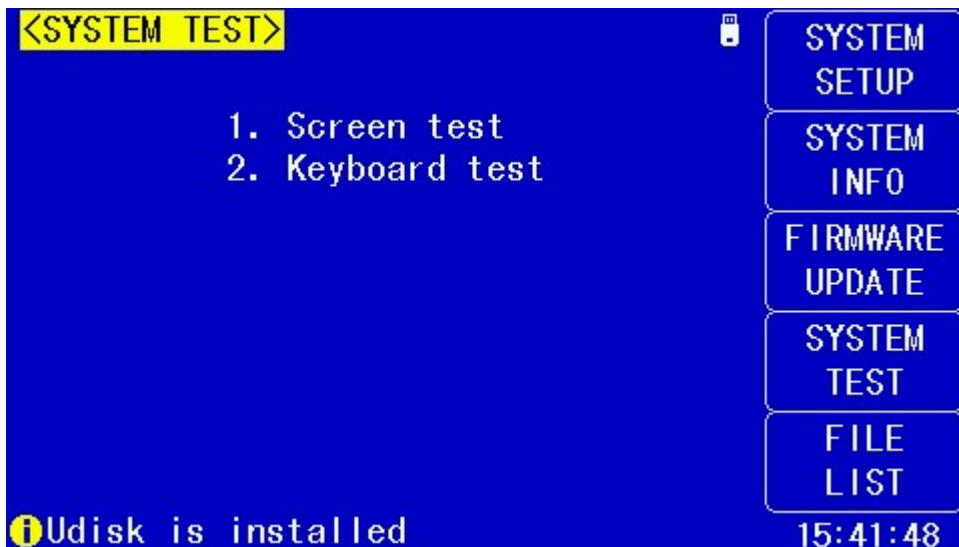 <SYSTEM TEST>
1. Screen test
2. Keyboard test
SYSTEM
SETUP
SYSTEM
INFO
FIRMWARE
UPDATE
SYSTEM
TEST
FILE
LIST
Udisk is installed
15:41:48